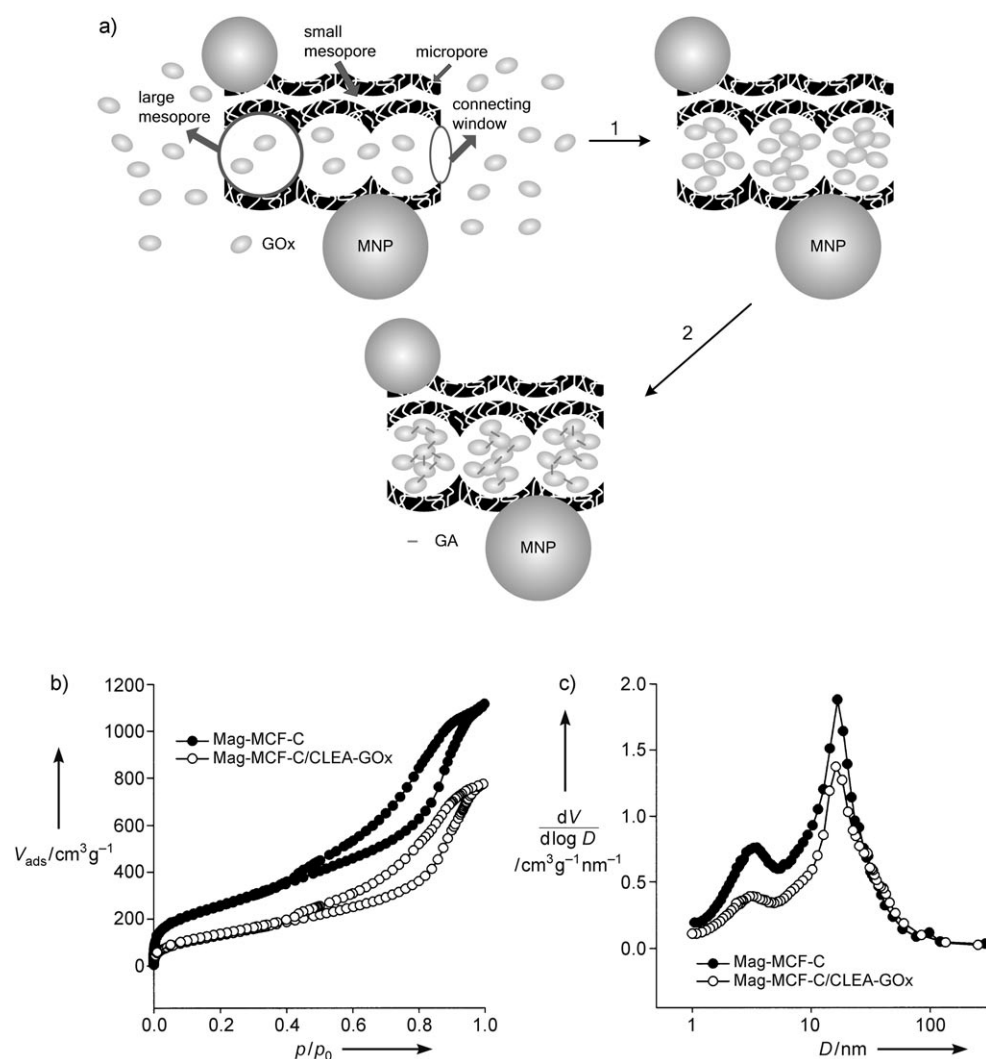 a)
small
mesopore
micropore
large
mesopore
connecting
window
1
GOx
MNP
MNP
2
– GA
MNP
b)
1200
1000
800
600
400
200
0
V_ads/cm³g⁻¹
Mag-MCF-C
Mag-MCF-C/CLEA-GOx
0.0 0.2 0.4 0.6 0.8 1.0
p/p₀
c)
2.0
1.5
1.0
0.5
0.0
dV
dlog D
/cm³g⁻¹nm⁻¹
Mag-MCF-C
Mag-MCF-C/CLEA-GOx
1 10 100
D/nm